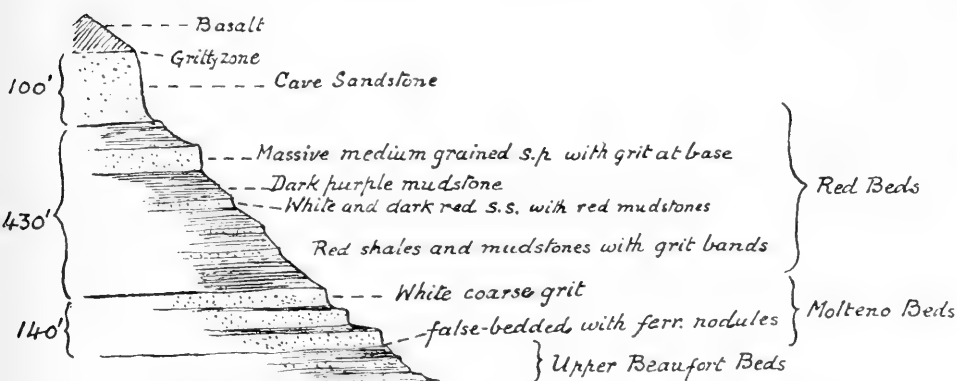 Basalt
Gritty zone
100' Cave Sandstone
Massive medium grained s.p. with grit at base
Dark purple mudstone
White and dark red s.s. with red mudstones
Red Beds
430'
Red shales and mudstones with grit bands
White coarse grit
Molteno Beds
140' false-bedded, with ferr. nodules
Upper Beaufort Beds